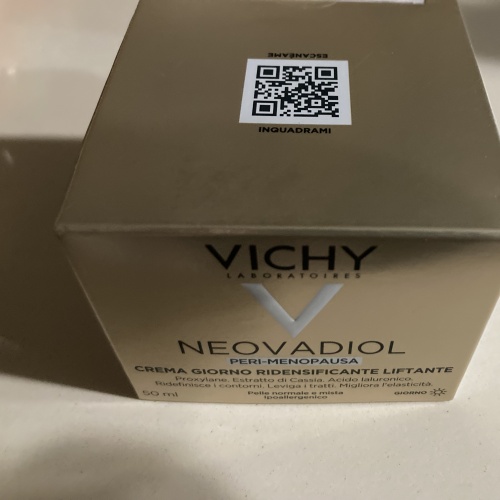 ESCANÉAME
INQUADRAMI
VICHY
LABORATOIRES
NEOVADIOL
PERI-MENOPAUSA
CREMA GIORNO RIDENSIFICANTE LIFTANTE
Proxylane, Estratto di Cassia, Acido Ialuronico.
Ridefinisce i contorni. Leviga i tratti. Migliora l'elasticità.
50 ml
Pelle normale e mista
Ipoallergenico
GIORNO